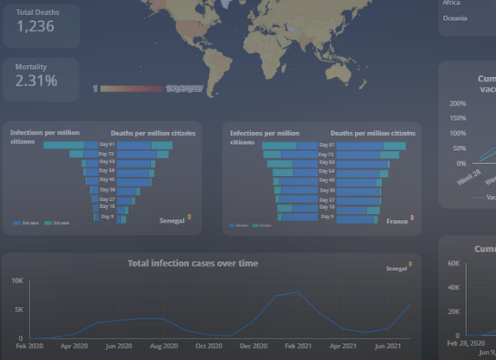 Total Deaths
1,236
Mortality
2.31%
1
Africa
Oceania
Infections per million citizens
Deaths per million citizens
Day 81
Day 72
Day 63
Day 54
Day 45
Day 36
Day 27
Day 18
Day 9
Senegal
Infections per million citizens
Deaths per million citizens
Day 81
Day 72
Day 63
Day 54
Day 45
Day 36
Day 27
Day 18
Day 9
France
Cum
vacc
200%
150%
100%
50%
0%
Week 28
Total infection cases over time
Senegal
10K
5K
0
Feb 2020
Apr 2020
Jun 2020
Aug 2020
Oct 2020
Dec 2020
Feb 2021
Apr 2021
Jun 2021
Cum
60K
40K
20K
0
Feb 28, 2020